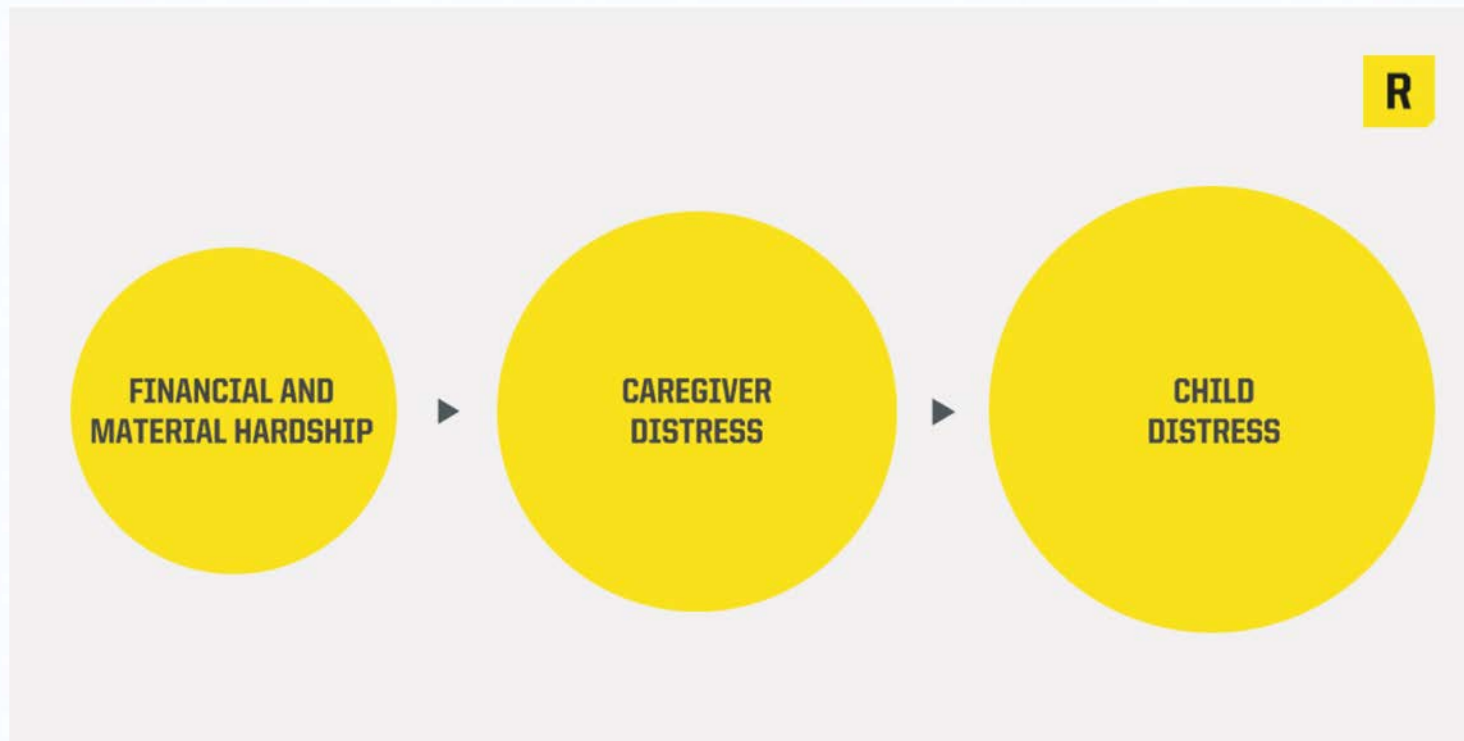 R
FINANCIAL AND
MATERIAL HARDSHIP
CAREGIVER
DISTRESS
CHILD
DISTRESS